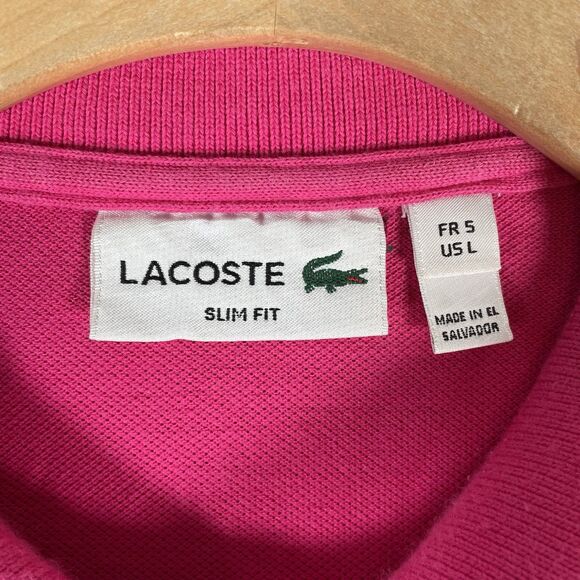 LACOSTE
SLIM FIT
FR 5
US L
MADE IN EL
SALVADOR